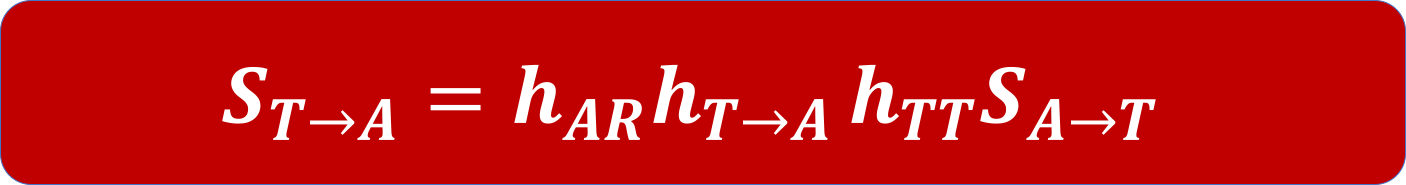 S_{T→A} = h_{AR} h_{T→A} h_{TT} S_{A→T}